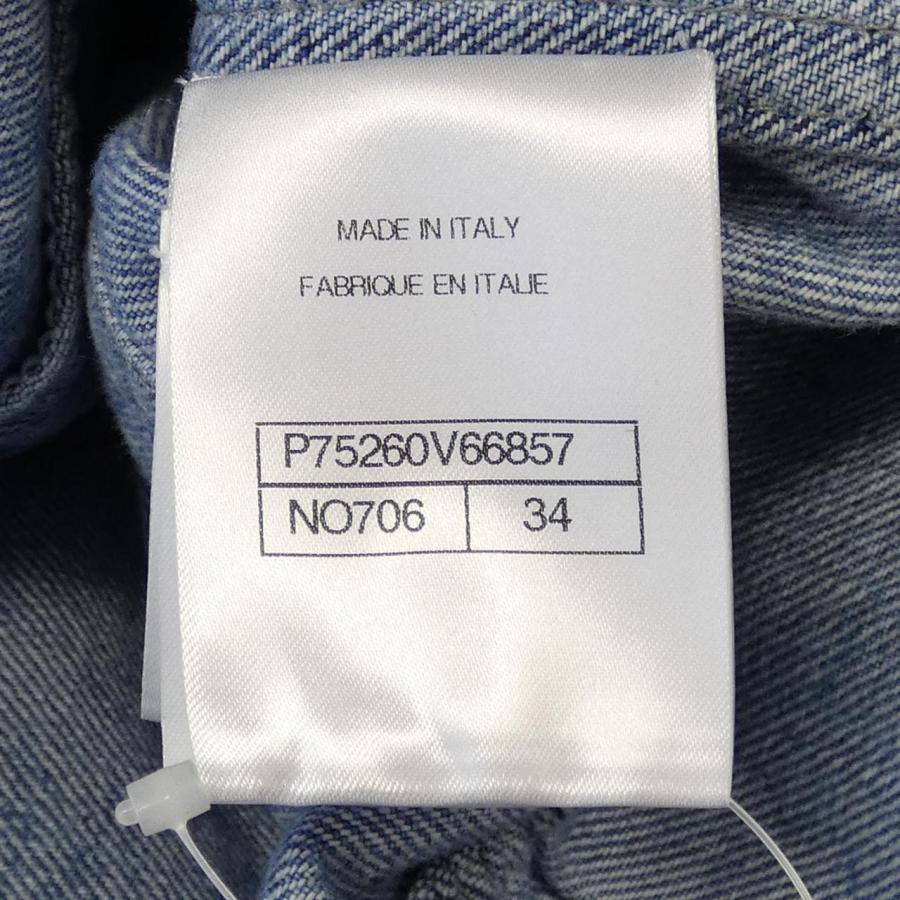 MADE IN ITALY
FABRIQUE EN ITALIE
P75260V66857
NO706 34